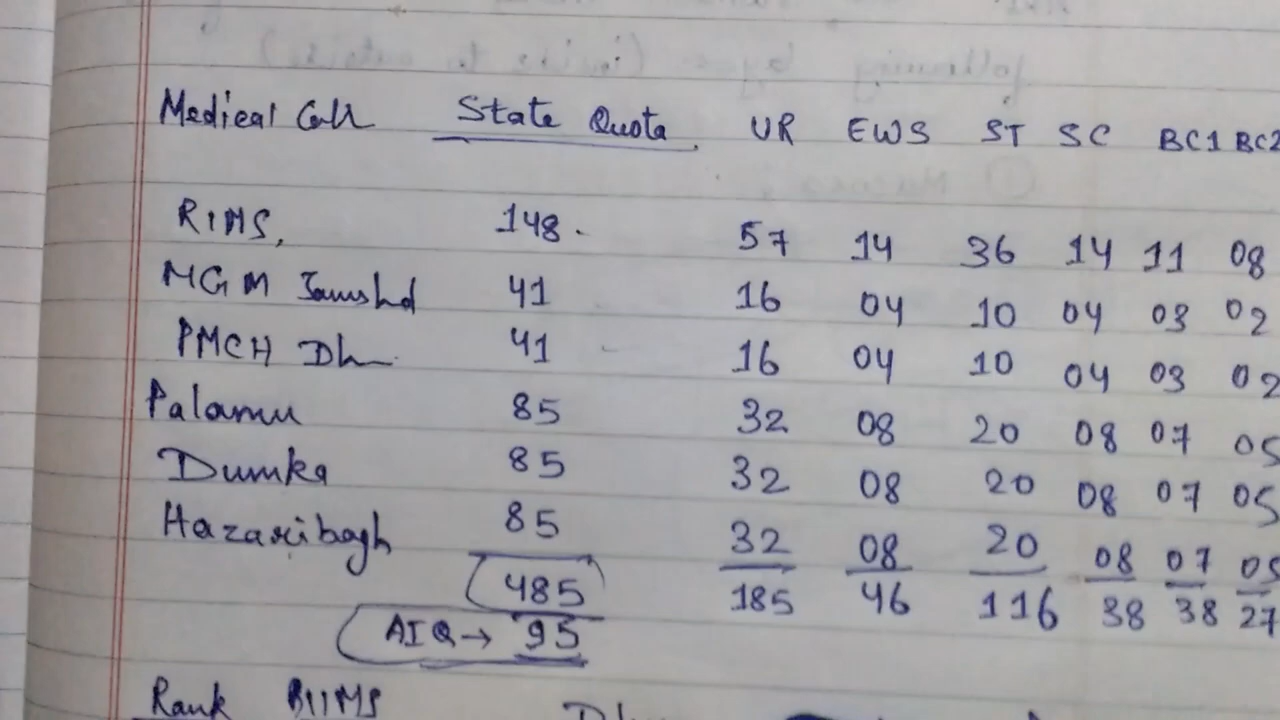 Medical Coll State Quota UR EWS ST SC BC1 BC2
RIMS, 148 57 14 36 14 11 08
MGM Jamshd 41 16 04 10 04 03 02
PMCH Dh 41 16 04 10 04 03 02
Palamu 85 32 08 20 08 07 05
Dumka 85 32 08 20 08 07 05
Hazaribagh 85 32 08 20 08 07 05
485 185 46 116 38 38 27
AIQ → 95
Rank